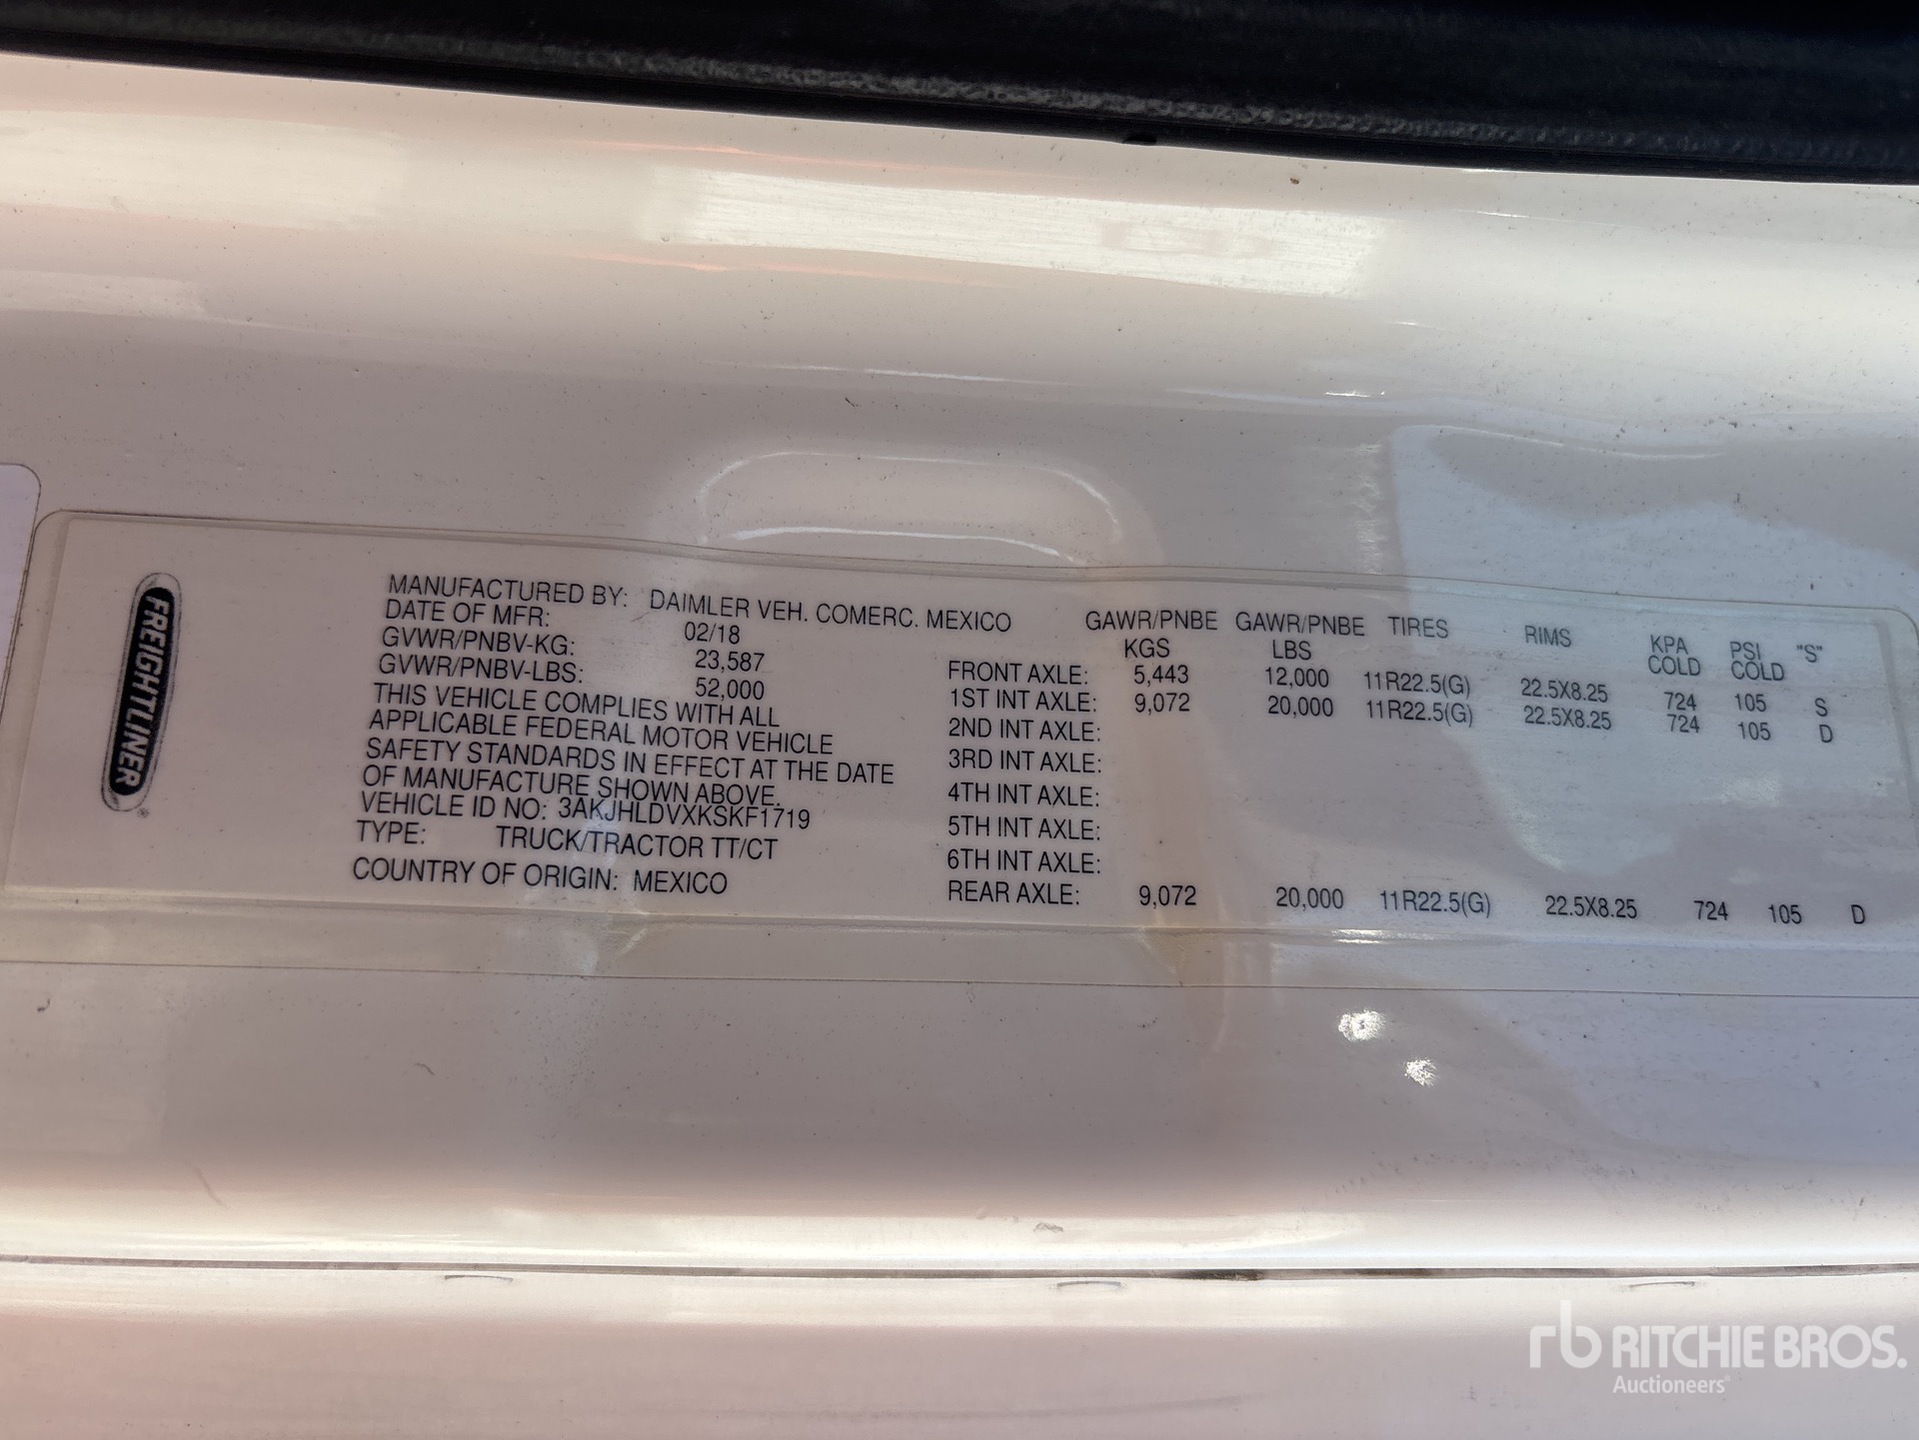 FREIGHTLINER
MANUFACTURED BY: DAIMLER VEH. COMERC. MEXICO
DATE OF MFR: 02/18
GVWR/PNBV-KG: 23,587
GVWR/PNBV-LBS: 52,000
THIS VEHICLE COMPLIES WITH ALL
APPLICABLE FEDERAL MOTOR VEHICLE
SAFETY STANDARDS IN EFFECT AT THE DATE
OF MANUFACTURE SHOWN ABOVE.
VEHICLE ID NO: 3AKJHLDVXKSKF1719
TYPE: TRUCK/TRACTOR TT/CT
COUNTRY OF ORIGIN: MEXICO
GAWR/PNBE GAWR/PNBE TIRES RIMS KPA PSI "S"
KGS LBS COLD COLD
FRONT AXLE: 5,443 12,000 11R22.5(G) 22.5X8.25 724 105 S
1ST INT AXLE: 9,072 20,000 11R22.5(G) 22.5X8.25 724 105 D
2ND INT AXLE:
3RD INT AXLE:
4TH INT AXLE:
5TH INT AXLE:
6TH INT AXLE:
REAR AXLE: 9,072 20,000 11R22.5(G) 22.5X8.25 724 105 D
rb RITCHIE BROS.
Auctioneers